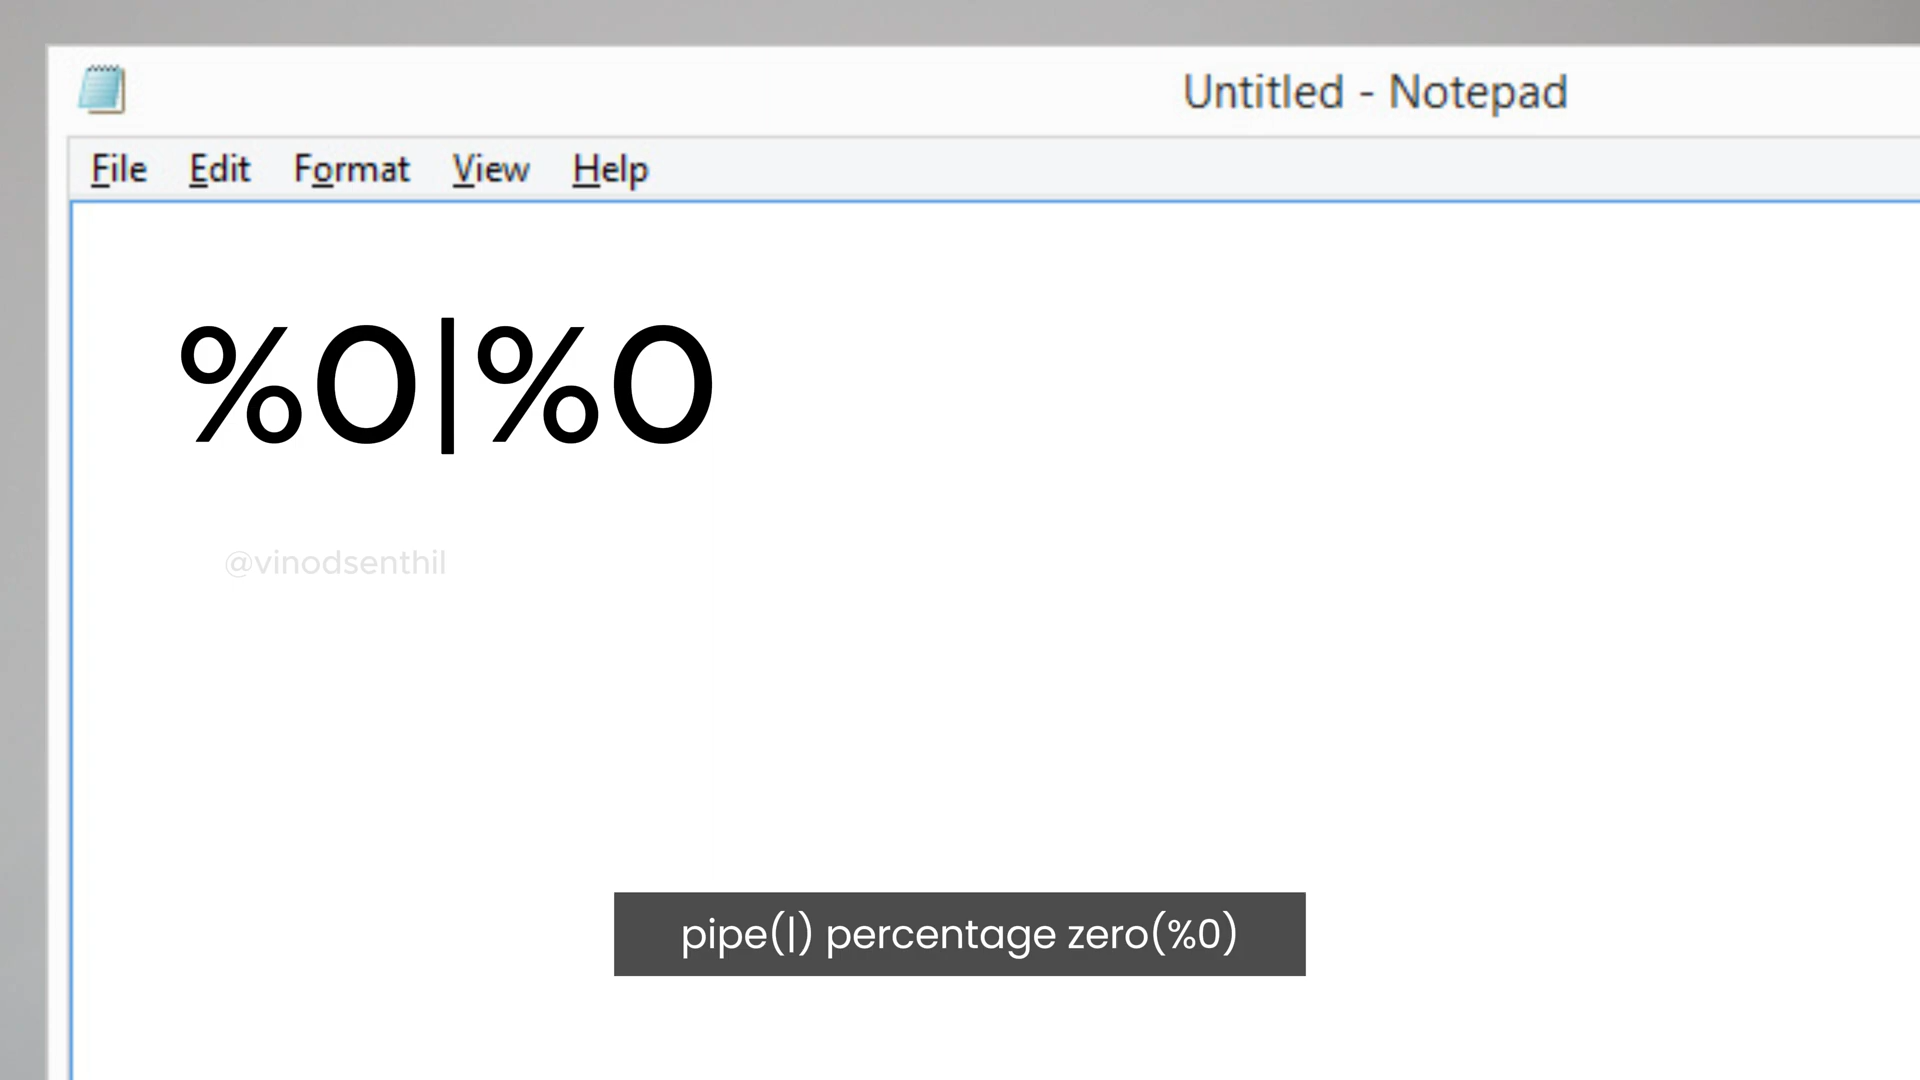 Untitled - Notepad
File Edit Format View Help
%0|%0
@vinodsenthil
pipe(|) percentage zero(%0)